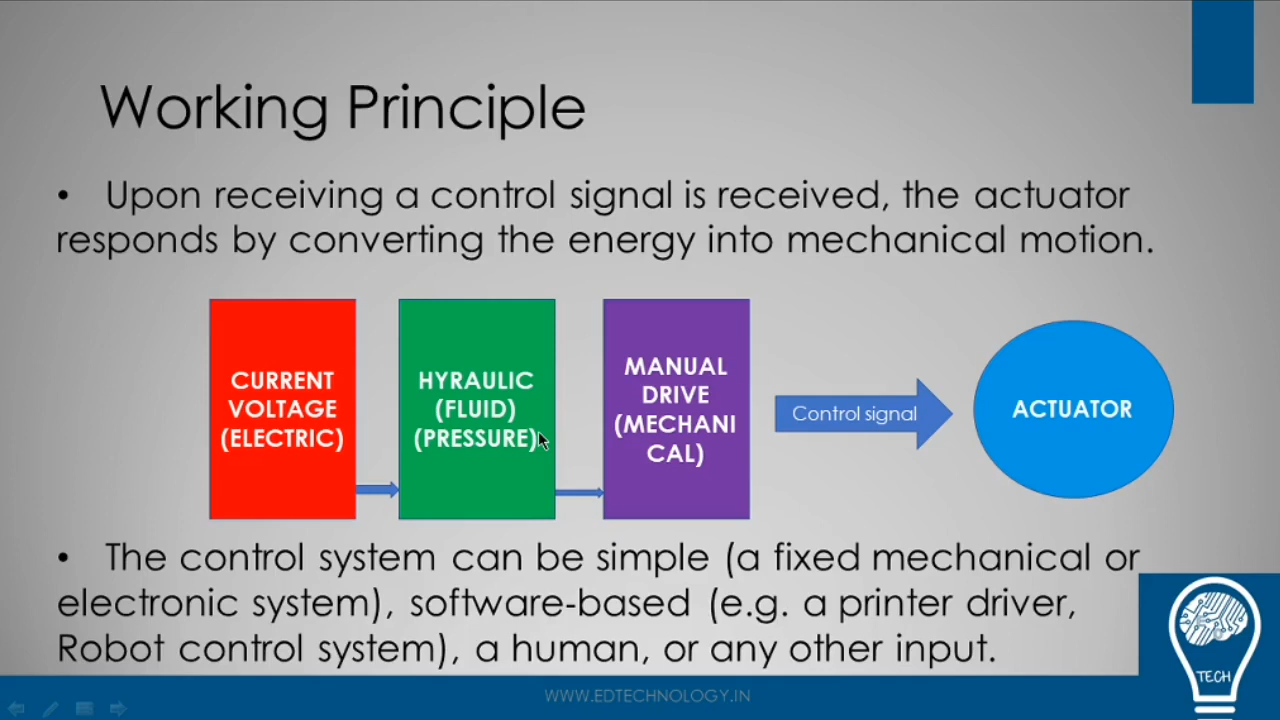 Working Principle
• Upon receiving a control signal is received, the actuator
responds by converting the energy into mechanical motion.
CURRENT
VOLTAGE
(ELECTRIC)
HYRAULIC
(FLUID)
(PRESSURE)
MANUAL
DRIVE
(MECHANI
CAL)
Control signal
ACTUATOR
• The control system can be simple (a fixed mechanical or
electronic system), software-based (e.g. a printer driver,
Robot control system), a human, or any other input.
TECH
WWW.EDTECHNOLOGY.IN